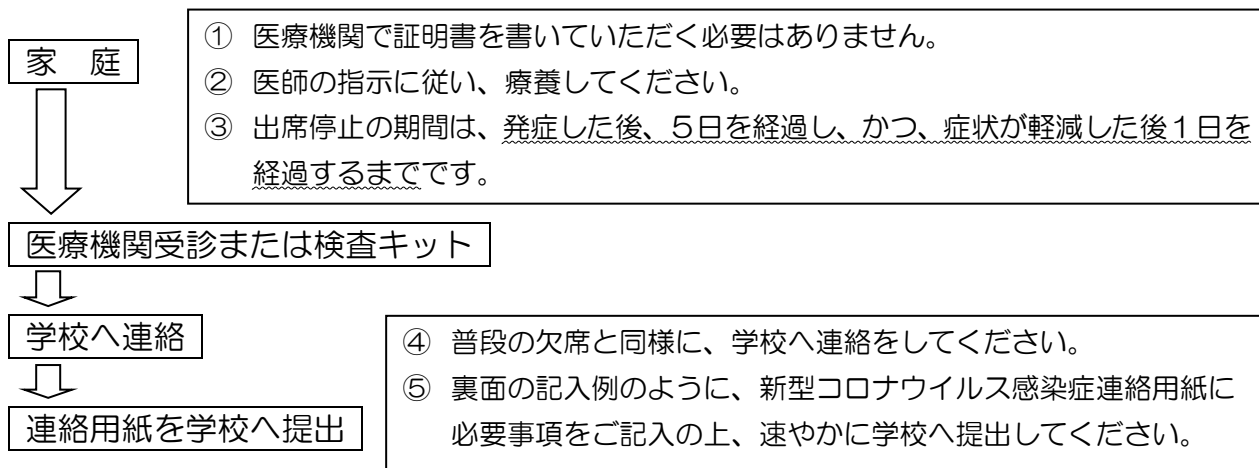 家　庭
① 医療機関で証明書を書いていただく必要はありません。
② 医師の指示に従い、療養してください。
③ 出席停止の期間は、発症した後、５日を経過し、かつ、症状が軽減した後１日を
経過するまでです。
医療機関受診または検査キット
学校へ連絡
④ 普段の欠席と同様に、学校へ連絡をしてください。
⑤ 裏面の記入例のように、新型コロナウイルス感染症連絡用紙に
必要事項をご記入の上、速やかに学校へ提出してください。
連絡用紙を学校へ提出